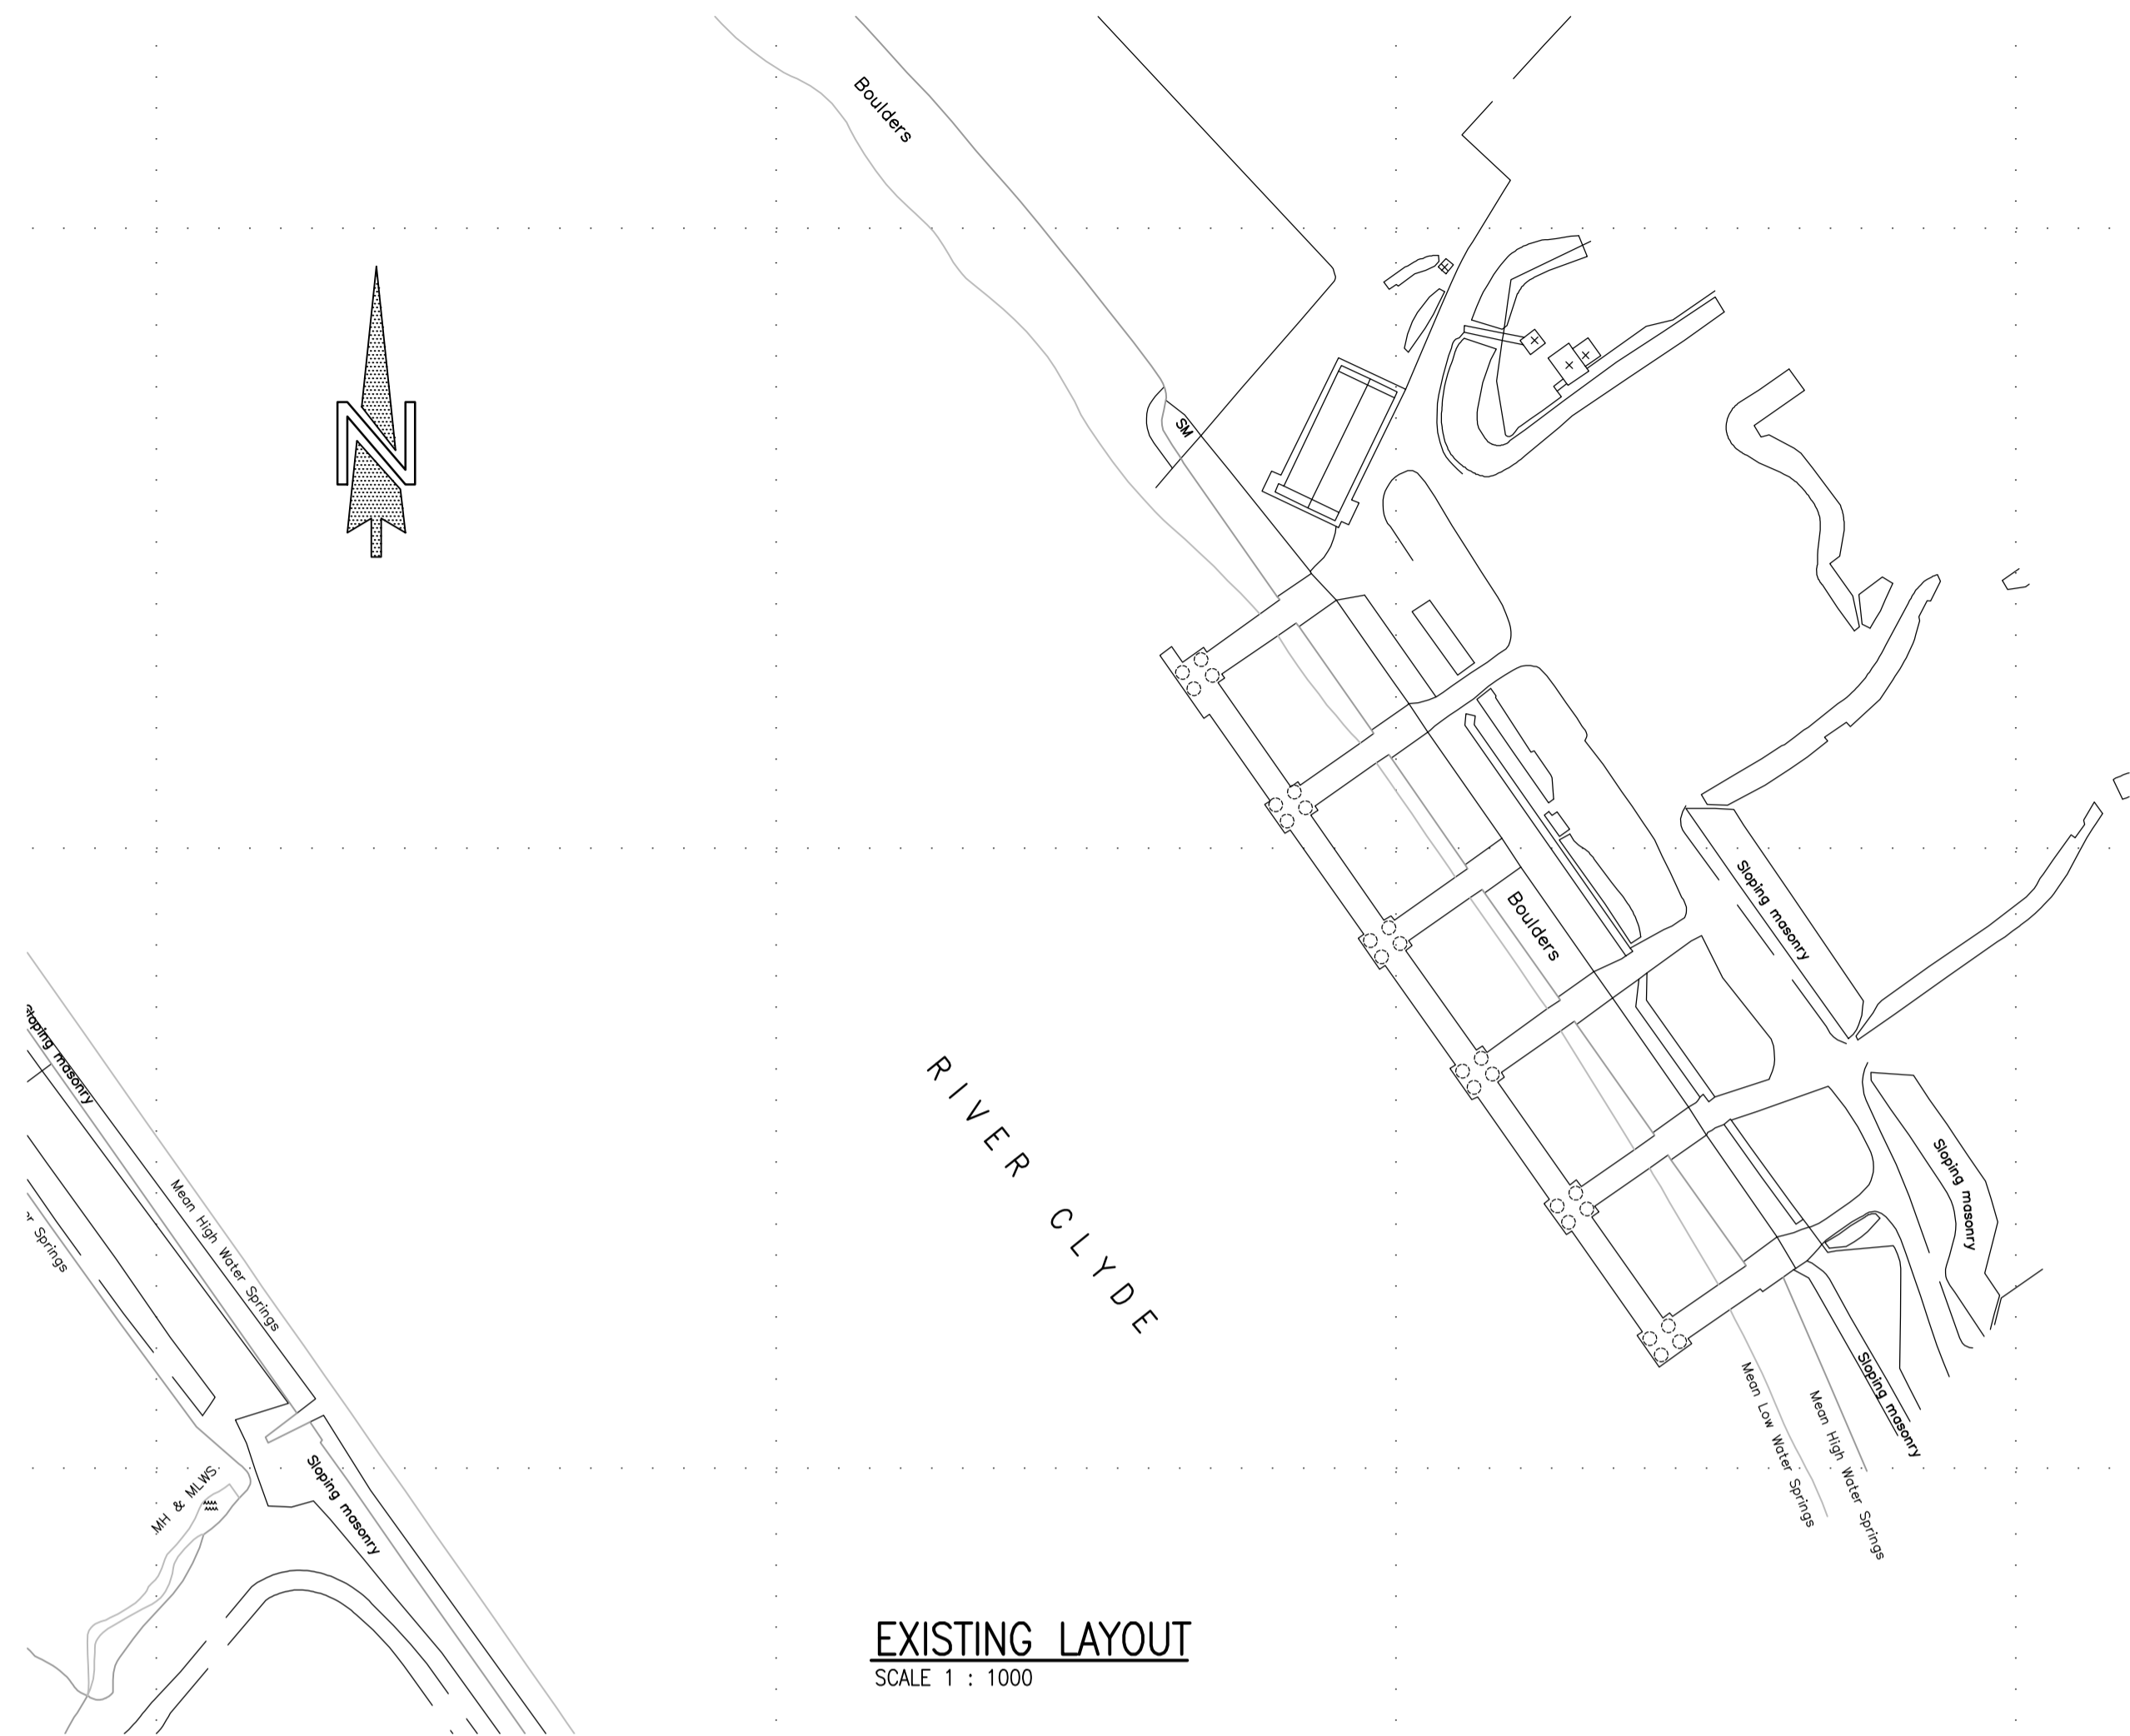 Boulders
N
SM
Sloping masonry
Boulders
Sloping masonry
Mean High Water Springs
Springs
RIVER CLYDE
Sloping masonry
Sloping masonry
Mean Low Water Springs
Mean High Water Springs
MH & MLWS
Sloping masonry
EXISTING LAYOUT
SCALE 1 : 1000